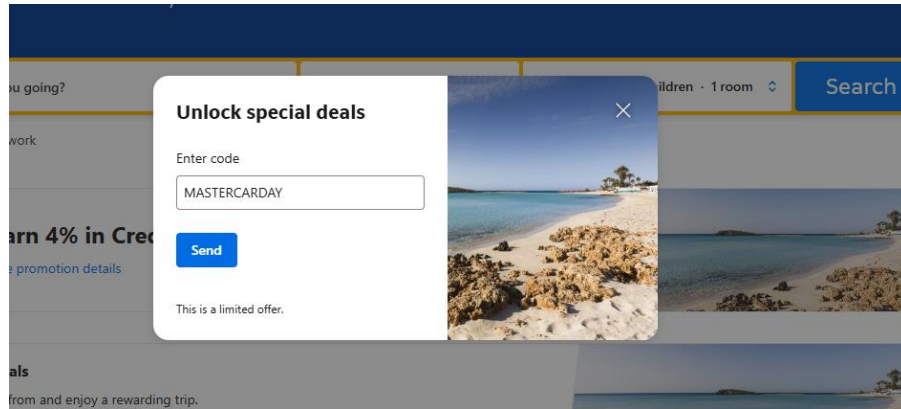 ou going?
ildren · 1 room
Search
Unlock special deals
Enter code
MASTERCARDAY
Send
This is a limited offer.
work
arn 4% in Cre
e promotion details
als
from and enjoy a rewarding trip.